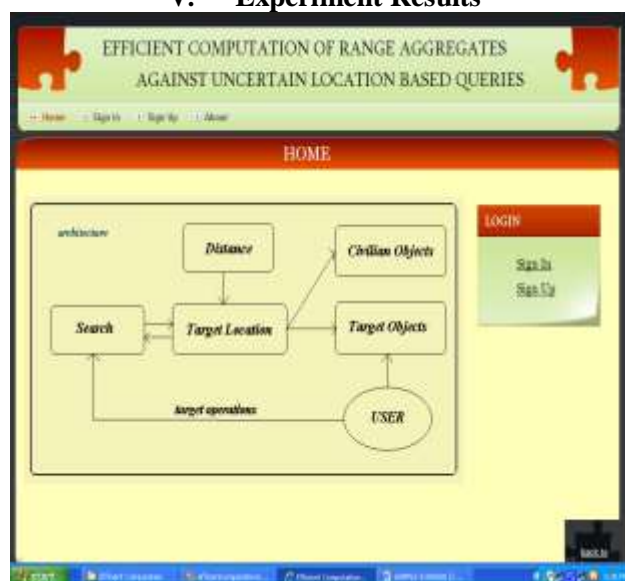 V. Experiment Results
EFFICIENT COMPUTATION OF RANGE AGGREGATES
AGAINST UNCERTAIN LOCATION BASED QUERIES
Home Sign In Sign Up About
HOME
architecture
Distance
Civilian Objects
Search
Target Location
Target Objects
target operations
USER
LOGIN
Sign In
Sign Up